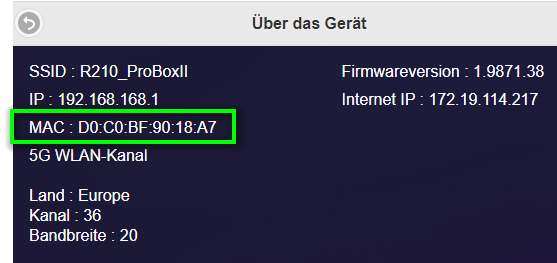 Über das Gerät
SSID : R210_ProBoxII
Firmwareversion : 1.9871.38
IP : 192.168.168.1
Internet IP : 172.19.114.217
MAC : D0:C0:BF:90:18:A7
5G WLAN-Kanal
Land : Europe
Kanal : 36
Bandbreite : 20